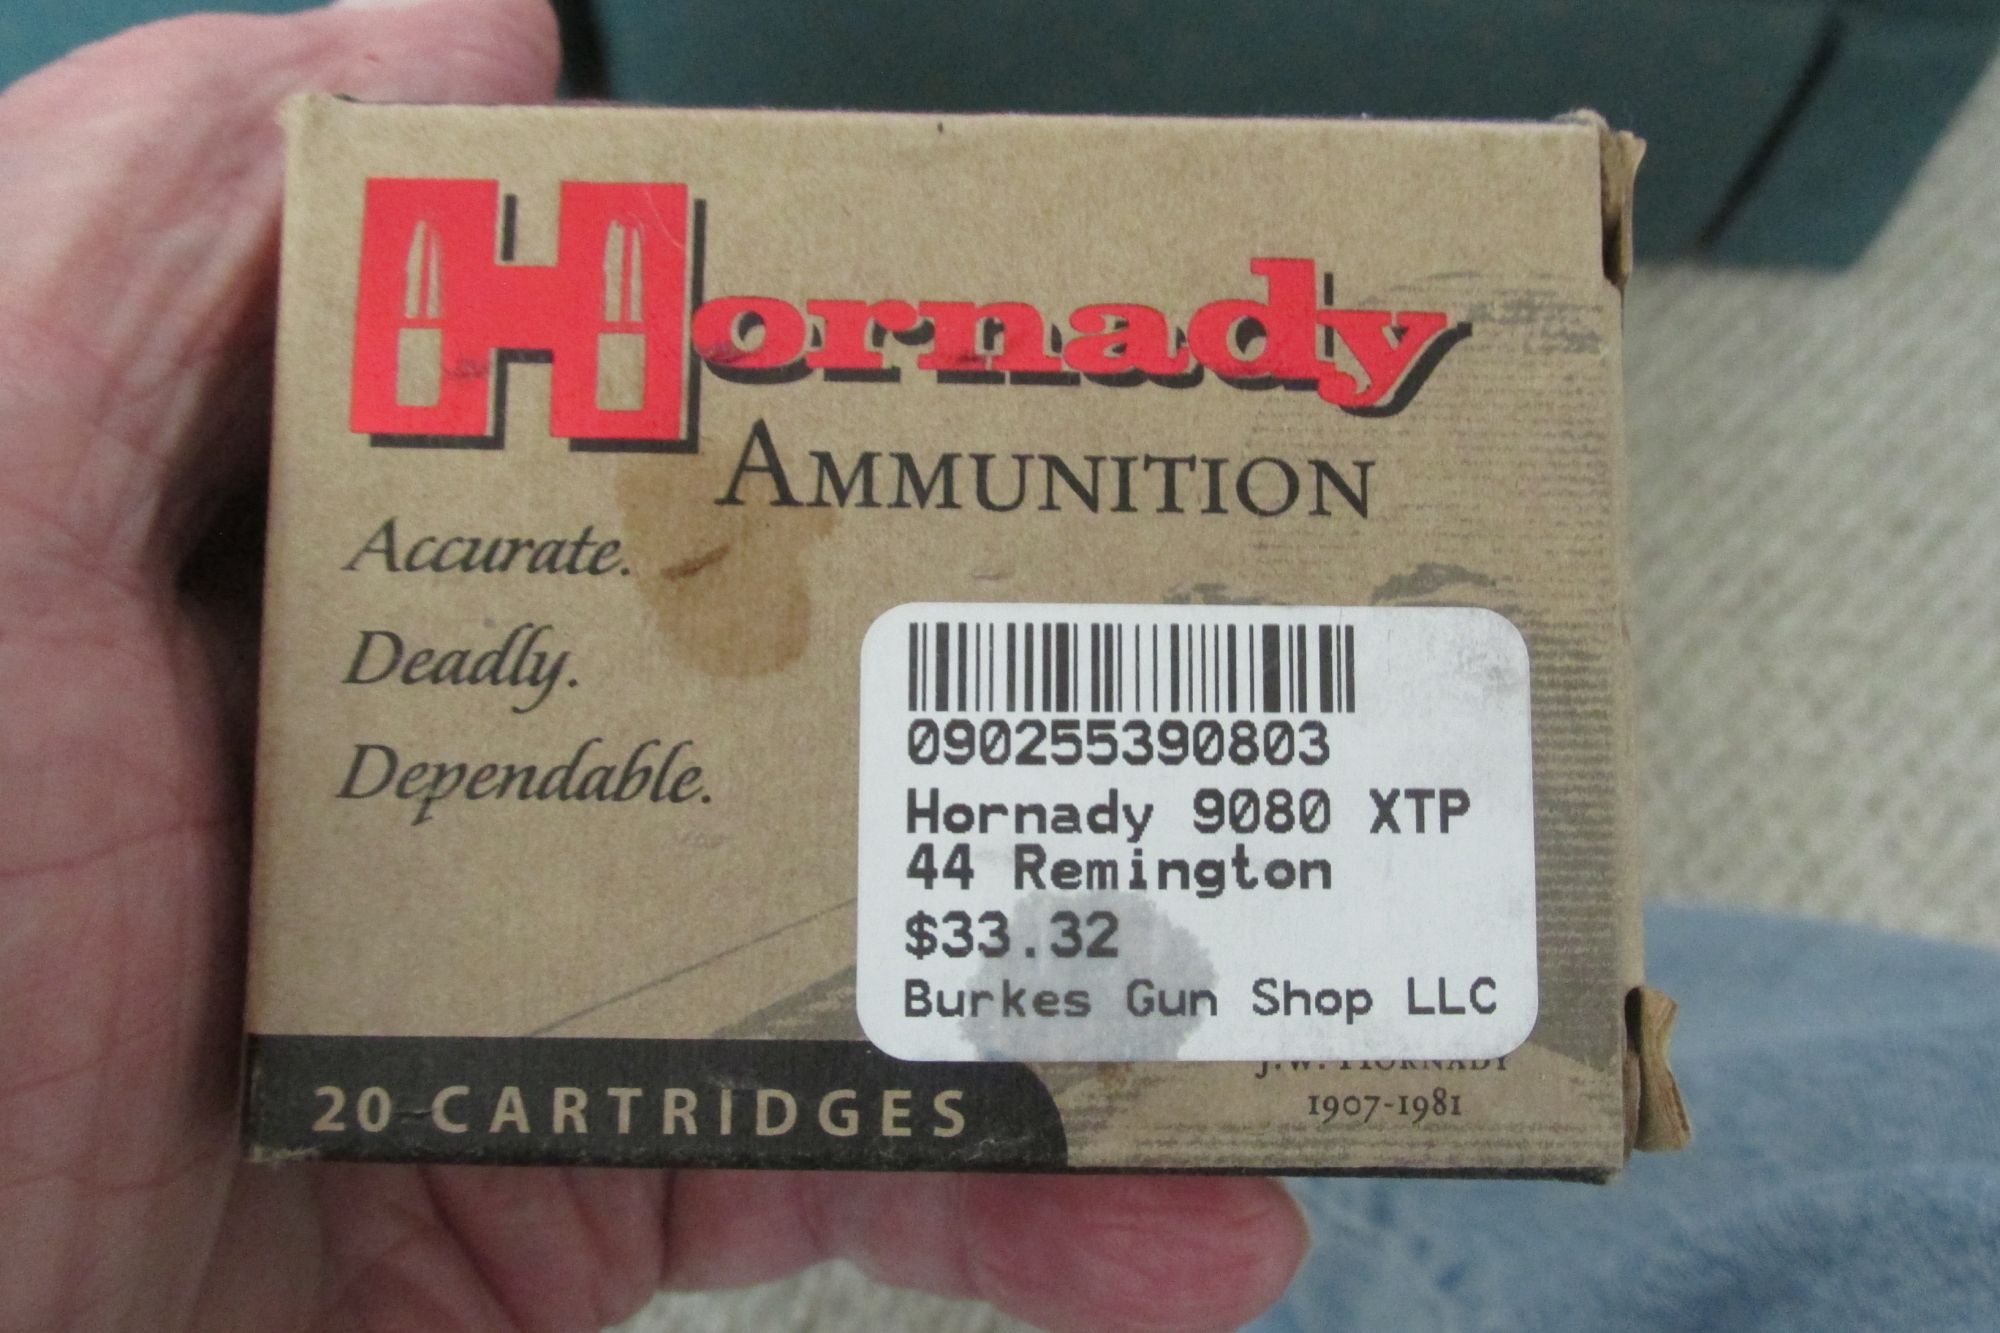 Hornady
AMMUNITION
Accurate.
Deadly.
Dependable.
090255390803
Hornady 9080 XTP
44 Remington
$33.32
Burkes Gun Shop LLC
J.W. HORNADY
1907-1981
20 CARTRIDGES